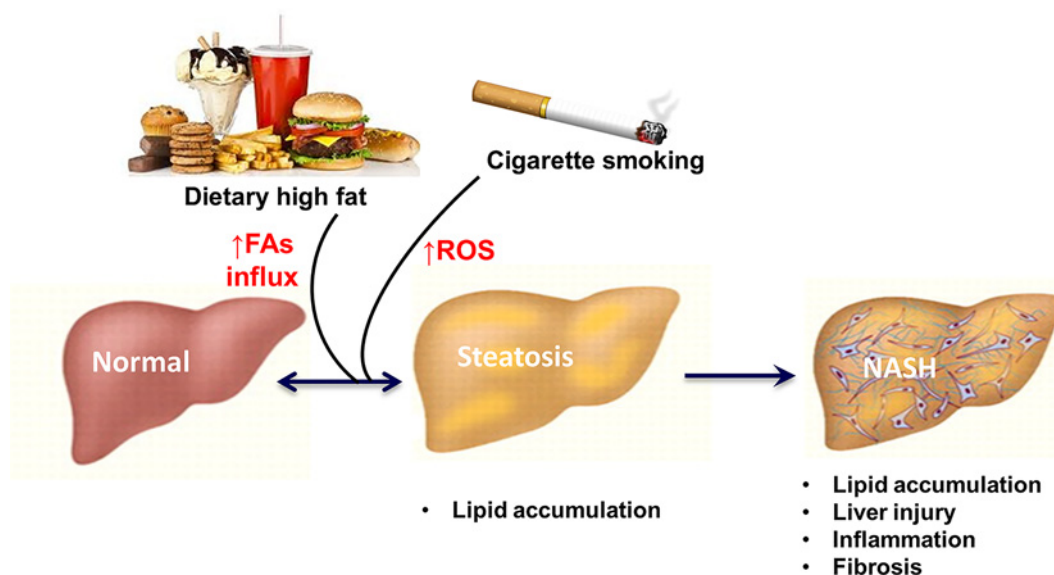 Dietary high fat
Cigarette smoking
↑FAs
influx
↑ROS
Normal
Steatosis
NASH
• Lipid accumulation
• Lipid accumulation
• Liver injury
• Inflammation
• Fibrosis